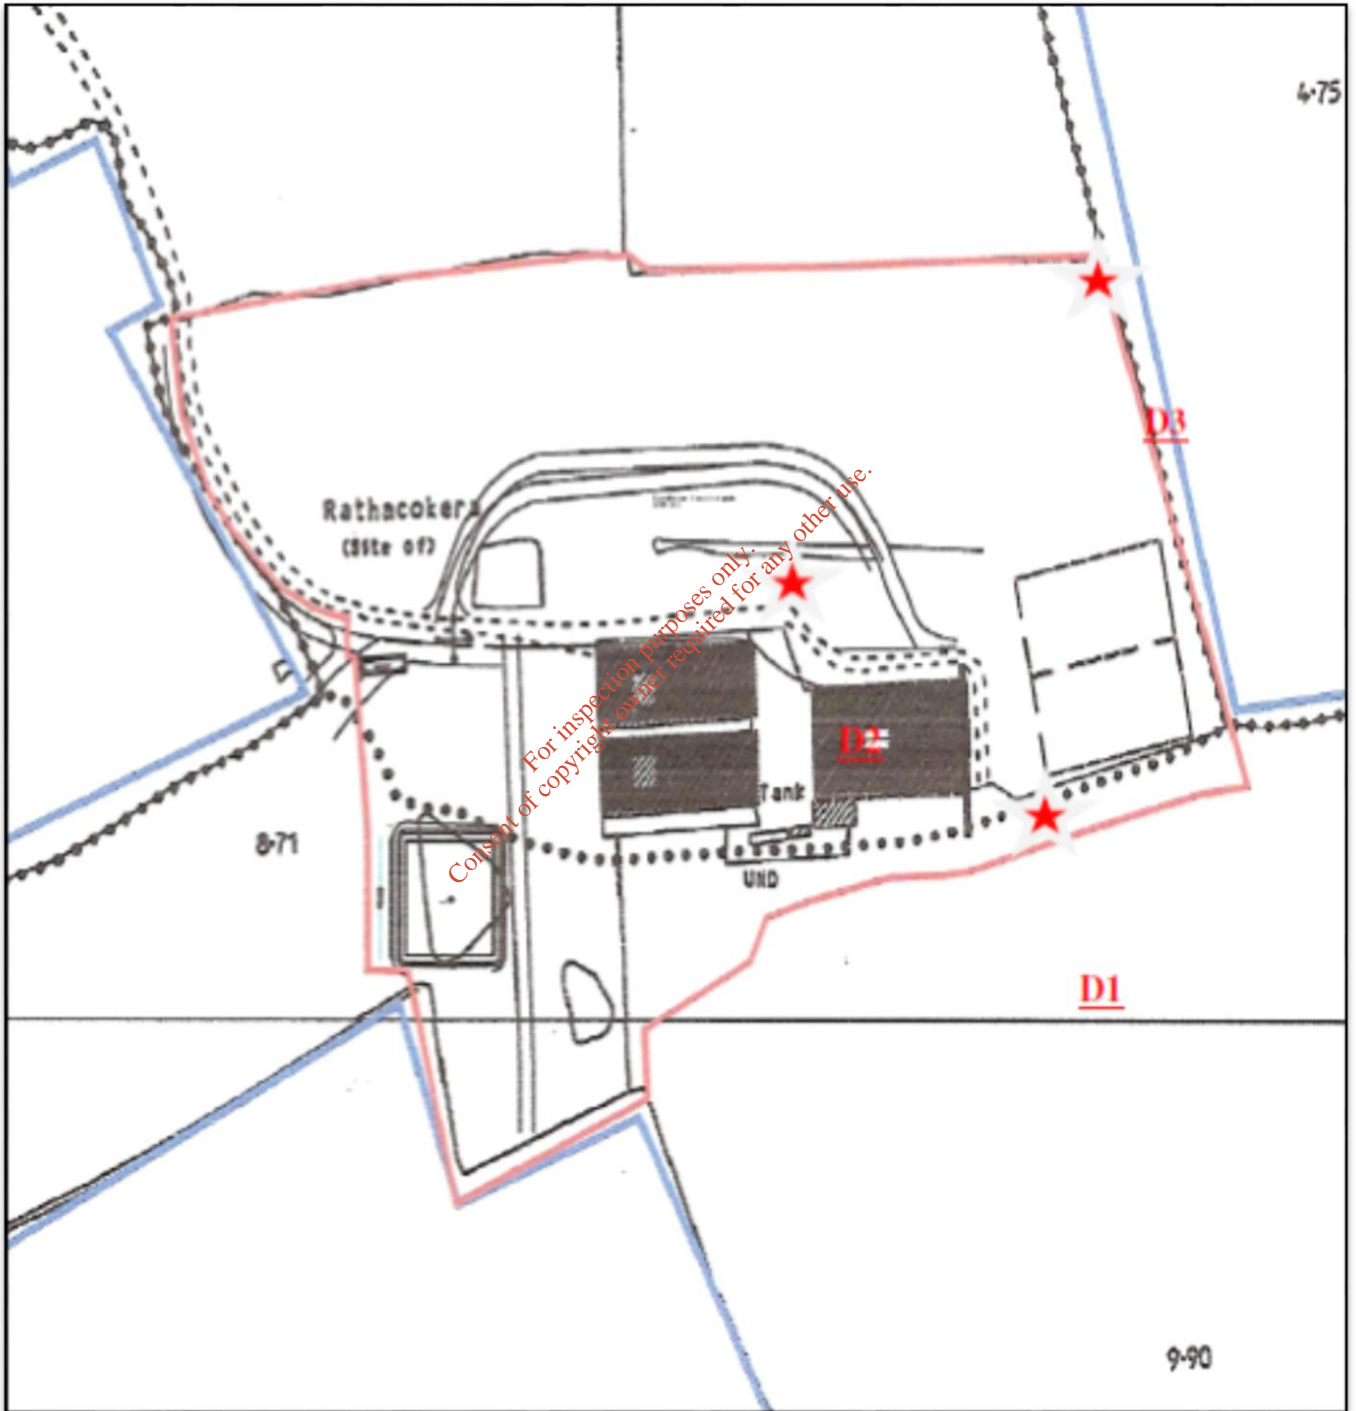 4·75
D3
Rathacokera
(Site of)
For inspection purposes only.
Consent of copyright owner required for any other use.
D2
Tank
8·71
UND
D1
9·90